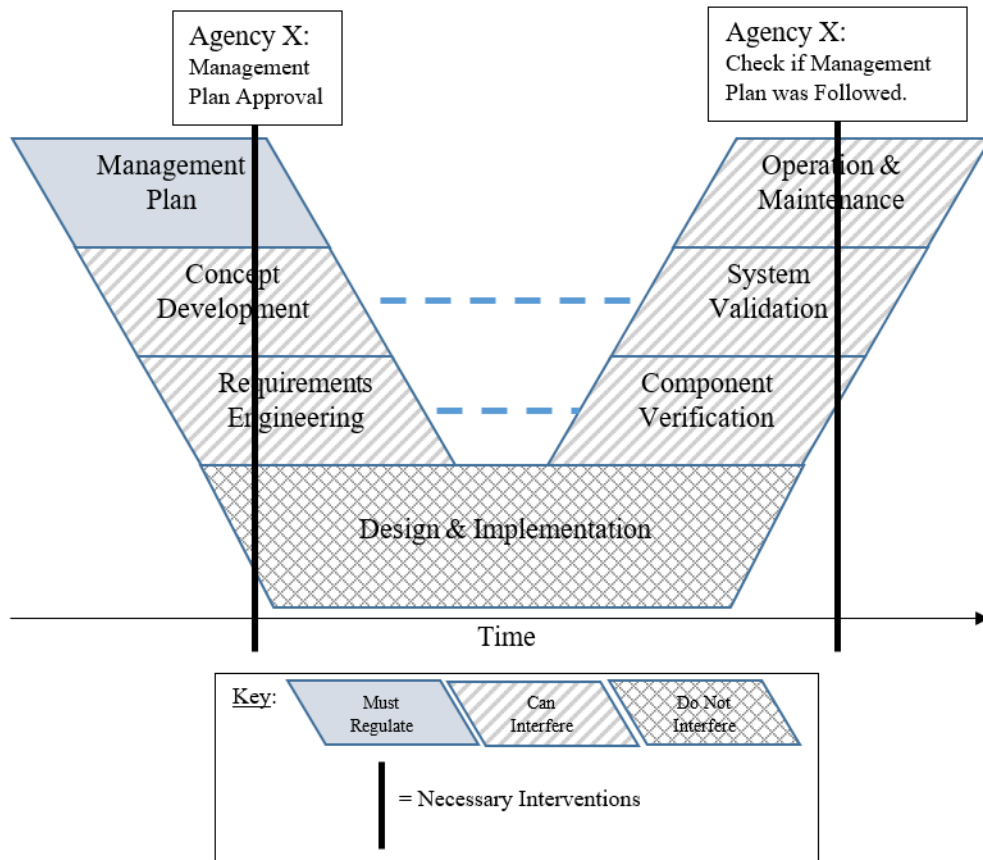 Agency X:
Management
Plan Approval
Agency X:
Check if Management
Plan was Followed.
Management
Plan
Operation &
Maintenance
Concept
Development
System
Validation
Requirements
Engineering
Component
Verification
Design & Implementation
Time
Key:
Must
Regulate
Can
Interfere
Do Not
Interfere
= Necessary Interventions